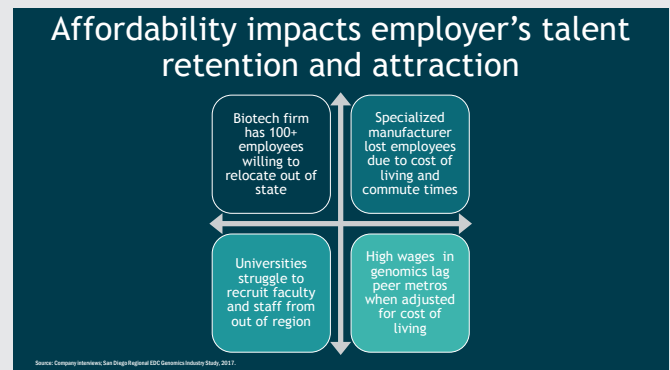 Affordability impacts employer’s talent
retention and attraction
Biotech firm
has 100+
employees
willing to
relocate out of
state
Specialized
manufacturer
lost employees
due to cost of
living and
commute times
Universities
struggle to
recruit faculty
and staff from
out of region
High wages in
genomics lag
peer metros
when adjusted
for cost of
living
Source: Company interviews; San Diego Regional EDC Genomics Industry Study, 2017.